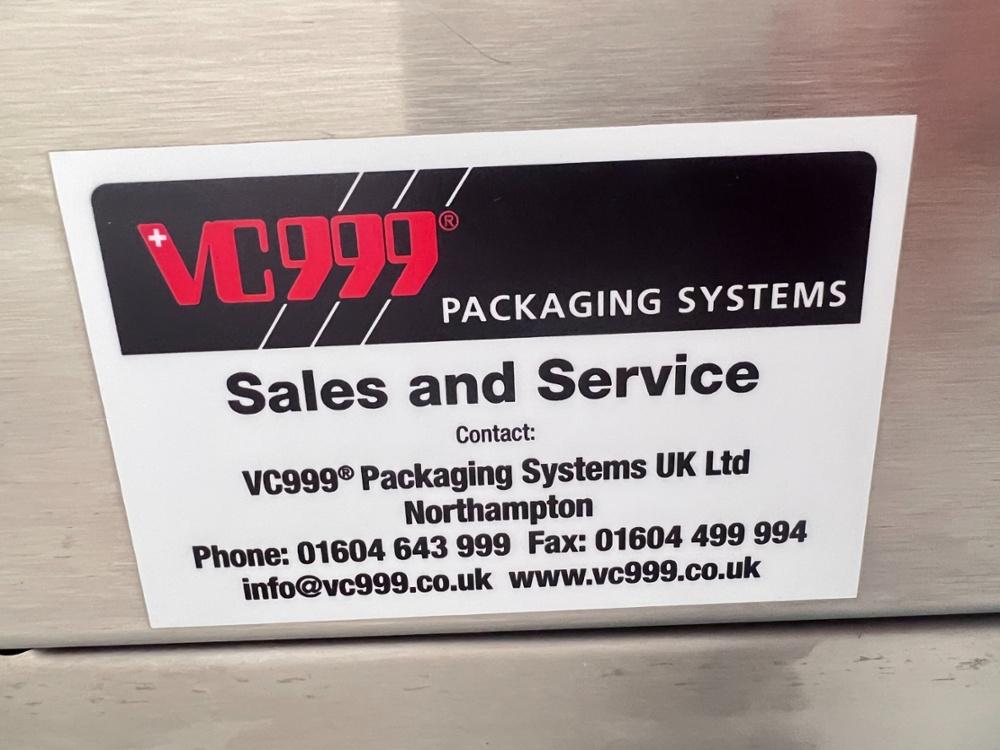 VC999®
PACKAGING SYSTEMS
Sales and Service
Contact:
VC999® Packaging Systems UK Ltd
Northampton
Phone: 01604 643 999 Fax: 01604 499 994
info@vc999.co.uk www.vc999.co.uk